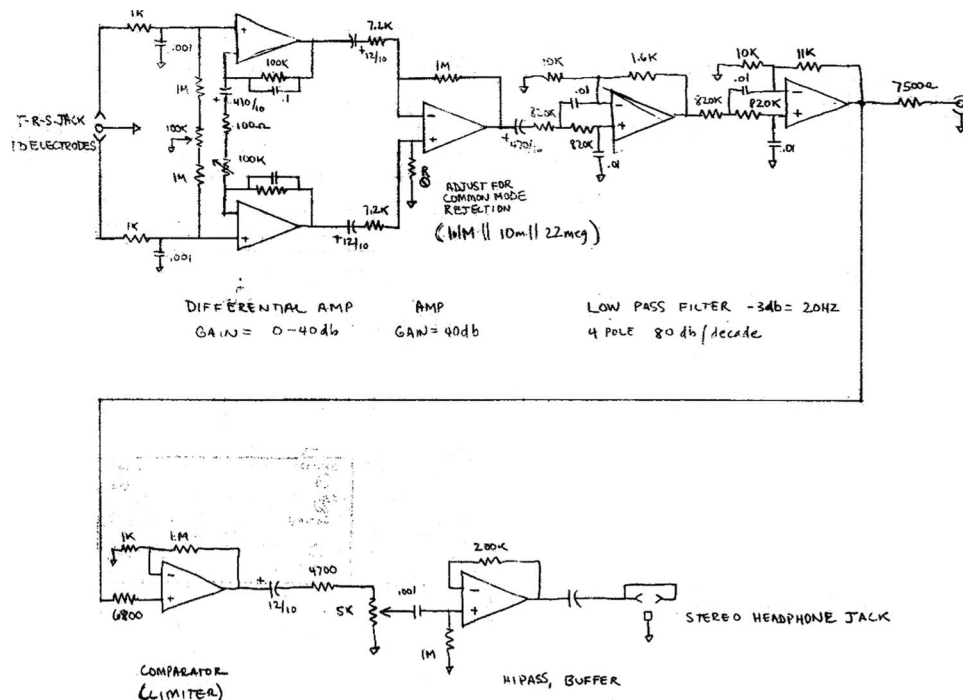 1K
.001
1M
100K
1M
1K
.001
T-R-S-JACK
TO ELECTRODES
100K
.1
470/10
100Ω
100K
+
-
+
12/10
7.2K
+
12/10
7.2K
1M
-
+
ADJUST FOR
COMMON MODE
REJECTION
DIFFERENTIAL AMP
GAIN = 0-40db
AMP
GAIN = 40db
+
470/10
820K
10K
.01
820K
.01
1.6K
-
+
820K
10K
.01
820K
.01
11K
-
+
LOW PASS FILTER -3db = 20HZ
4 POLE 80 db/decade
1K
1M
6800
-
+
+
12/10
4700
5K
.001
1M
200K
-
+
STEREO HEADPHONE JACK
COMPARATOR
(LIMITER)
HIPASS, BUFFER